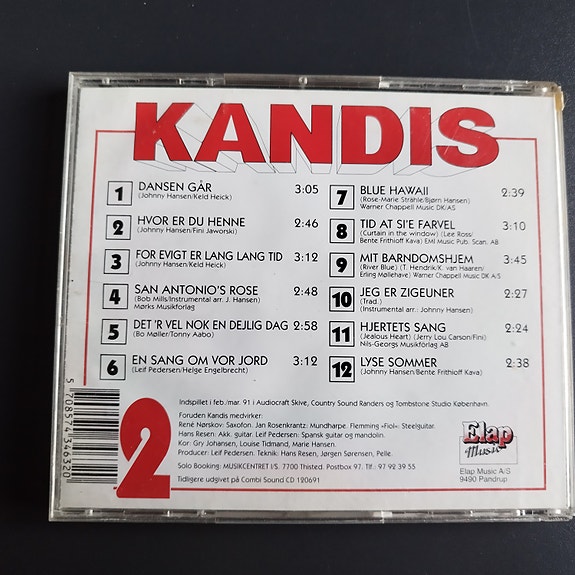 KANDIS
1 DANSEN GÅR 3:05
(Johnny Hansen/Keld Heick)
2 HVOR ER DU HENNE 2:46
(Johnny Hansen/Fini Jaworski)
3 FOR EVIGT ER LANG LANG TID 3:12
(Johnny Hansen/Keld Heick)
4 SAN ANTONIO'S ROSE 2:48
(Bob Mills/Instrumental arr. J. Hansen)
Mørks Musikforlag
5 DET 'R VEL NOK EN DEJLIG DAG 2:58
(Bo Møller/Tonny Aabo)
6 EN SANG OM VOR JORD 3:12
(Leif Pedersen/Helge Engelbrecht)
7 BLUE HAWAII 2:39
(Rose-Marie Strähle/Bjørn Hansen)
Warner Chappell Music DK/AS
8 TID AT SI'E FARVEL 3:10
(Curtain in the window) (Lee Ross/
Bente Frithioff Kava) EMI Music Pub. Scan. AB
9 MIT BARNDOMSHJEM 3:45
(River Blue) (T. Hendrik/K. van Haaren/
Erling Møllehave) Warner Chappell Music DK A/S
10 JEG ER ZIGEUNER 2:27
(Trad.)
(Instrumental arr.: Johnny Hansen)
11 HJERTETS SANG 2:24
(Jealous Heart) (Jerry Lou Carson/Fini)
Nils-Georgs Musikförlag AB
12 LYSE SOMMER 2:38
(Johnny Hansen/Bente Frithioff Kava)
5 708574 346320
2
Indspillet i feb./mar. 91 i Audiocraft Skive, Country Sound Randers og Tombstone Studio København.
Foruden Kandis medvirker:
René Nørskov: Saxofon. Jan Rosenkrantz: Mundharpe. Flemming «Fiol»: Steelguitar.
Hans Resen: Akk. guitar. Leif Pedersen: Spansk guitar og mandolin.
Kor: Gry Johansen, Louise Tidmand, Marie Hansen.
Producer: Leif Pedersen. Teknik: Hans Resen, Jørgen Sørensen, Pelle.
Solo Booking: MUSIKCENTRET I/S. 7700 Thisted. Postbox 97. Tlf. 97 92 39 55
Tidligere udgivet på Combi Sound CD 120691
Elap
Music
Elap Music A/S
9490 Pandrup